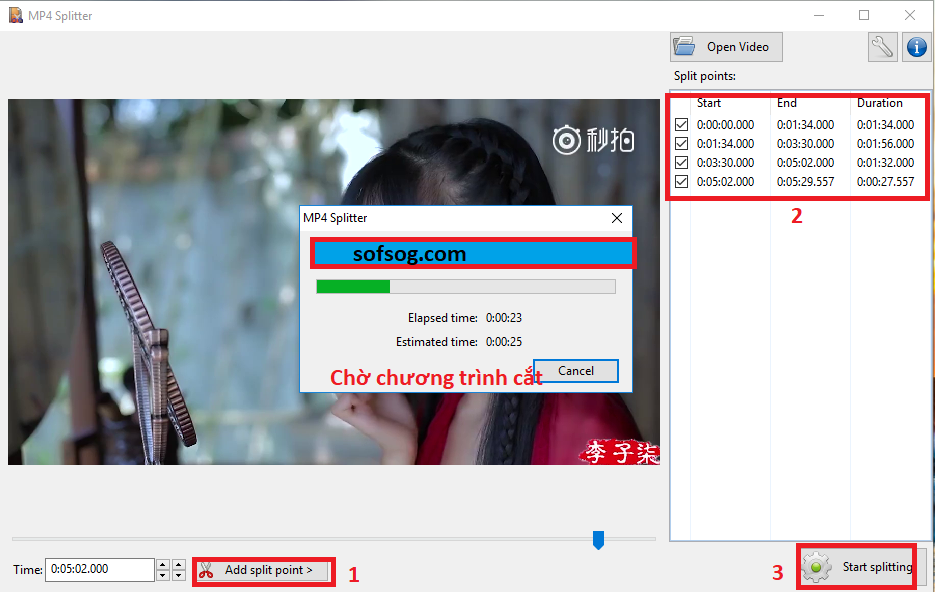 MP4 Splitter
Open Video
Split points:
Start End Duration
0:00:00.000 0:01:34.000 0:01:34.000
0:01:34.000 0:03:30.000 0:01:56.000
0:03:30.000 0:05:02.000 0:01:32.000
0:05:02.000 0:05:29.557 0:00:27.557
2
秒拍
MP4 Splitter
sofsog.com
Elapsed time: 0:00:23
Estimated time: 0:00:25
Chờ chương trình cắt
Cancel
李子柒
Time: 0:05:02.000
Add split point >
1
3
Start splitting